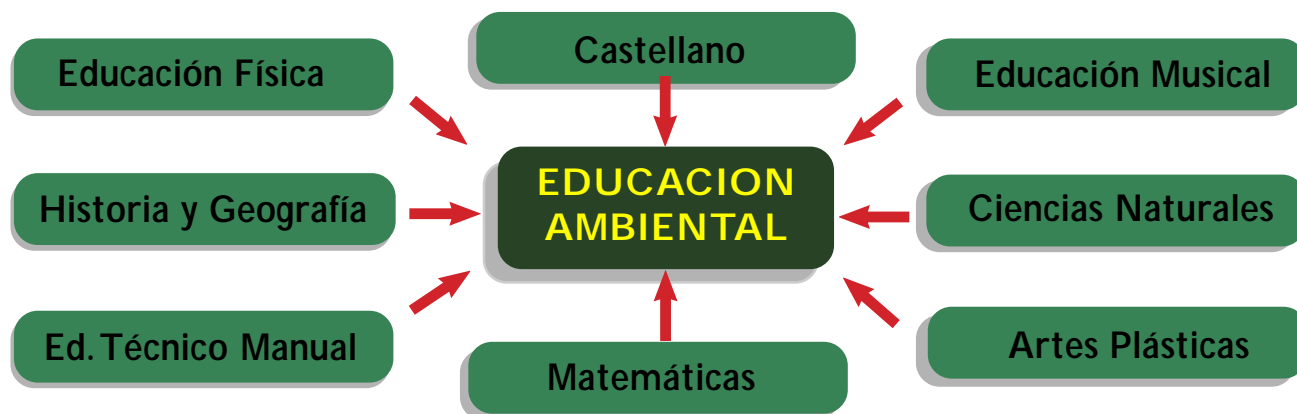 Castellano
Educación Física
Educación Musical
EDUCACION
AMBIENTAL
Historia y Geografía
Ciencias Naturales
Ed. Técnico Manual
Artes Plásticas
Matemáticas